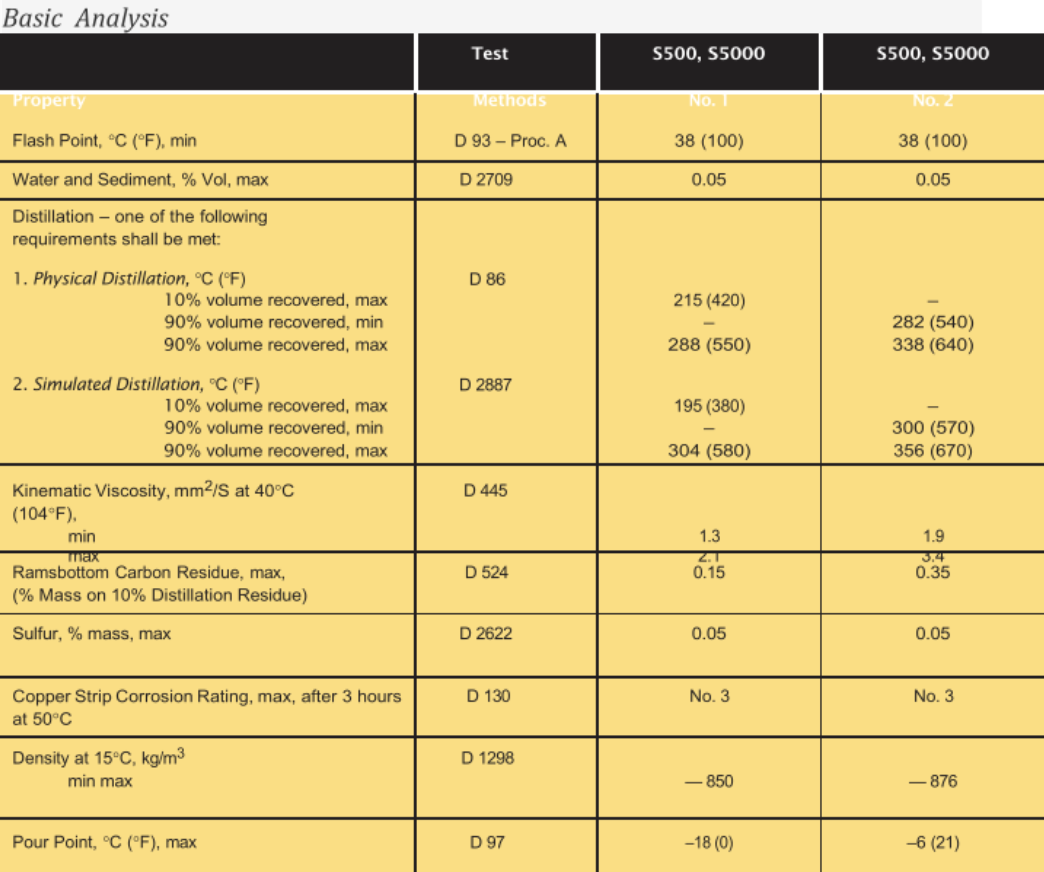 Basic Analysis
Test S500, S5000 S500, S5000
Property Methods No. 1 No. 2
Flash Point, °C (°F), min D 93 – Proc. A 38 (100) 38 (100)
Water and Sediment, % Vol, max D 2709 0.05 0.05
Distillation – one of the following
requirements shall be met:
1. Physical Distillation, °C (°F) D 86
10% volume recovered, max 215 (420) –
90% volume recovered, min – 282 (540)
90% volume recovered, max 288 (550) 338 (640)
2. Simulated Distillation, °C (°F) D 2887
10% volume recovered, max 195 (380) –
90% volume recovered, min – 300 (570)
90% volume recovered, max 304 (580) 356 (670)
Kinematic Viscosity, mm²/S at 40°C D 445
(104°F),
min 1.3 1.9
max 2.1 3.4
Ramsbottom Carbon Residue, max, D 524 0.15 0.35
(% Mass on 10% Distillation Residue)
Sulfur, % mass, max D 2622 0.05 0.05
Copper Strip Corrosion Rating, max, after 3 hours D 130 No. 3 No. 3
at 50°C
Density at 15°C, kg/m³ D 1298
min max — 850 — 876
Pour Point, °C (°F), max D 97 –18 (0) –6 (21)